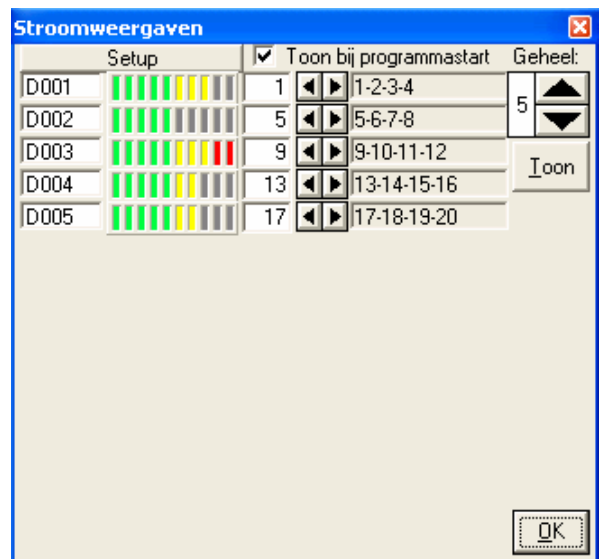 Stroomweergaven
Setup Toon bij programmastart Geheel:
D001 1 1-2-3-4
D002 5 5-6-7-8 5
D003 9 9-10-11-12
Toon
D004 13 13-14-15-16
D005 17 17-18-19-20
OK